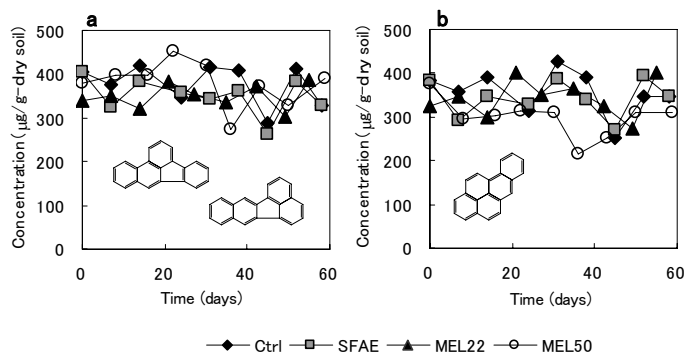 a
500
400
300
200
100
0
Concentration (μg/g-dry soil)
0 20 40 60
Time (days)
b
500
400
300
200
100
0
Concentration (μg/g-dry soil)
0 20 40 60
Time (days)
Ctrl SFAE MEL22 MEL50